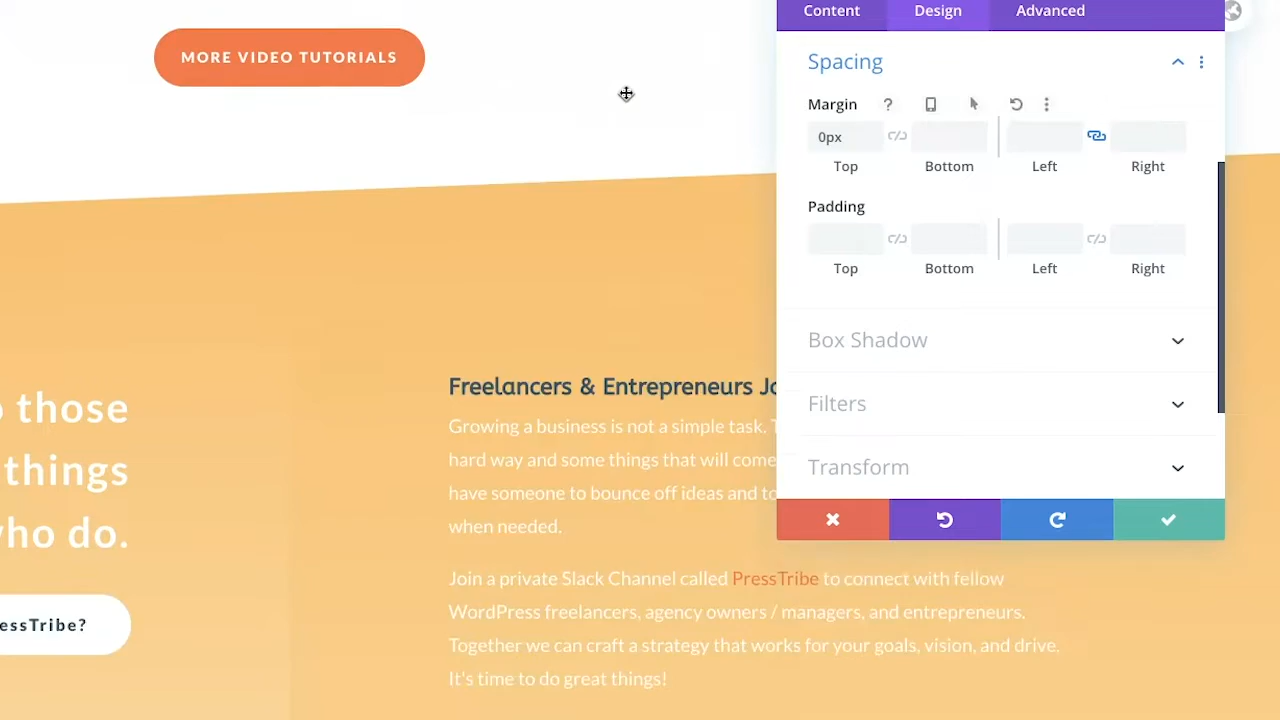 MORE VIDEO TUTORIALS
Content Design Advanced
Spacing
Margin ?
0px
Top Bottom Left Right
Padding
Top Bottom Left Right
Box Shadow
Filters
Transform
those
things
who do.
essTribe?
Freelancers & Entrepreneurs
Growing a business is not a simple task.
hard way and some things that will come
have someone to bounce off ideas and to
when needed.
Join a private Slack Channel called PressTribe to connect with fellow
WordPress freelancers, agency owners / managers, and entrepreneurs.
Together we can craft a strategy that works for your goals, vision, and drive.
It's time to do great things!